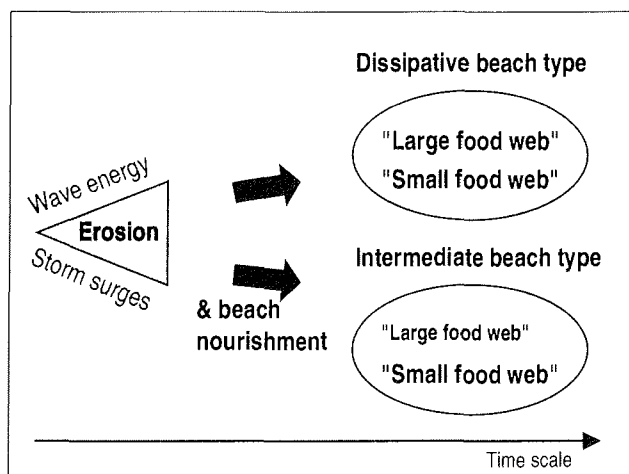 Dissipative beach type
"Large food web"
"Small food web"
Wave energy
Erosion
Storm surges
Intermediate beach type
& beach
nourishment
"Large food web"
"Small food web"
Time scale